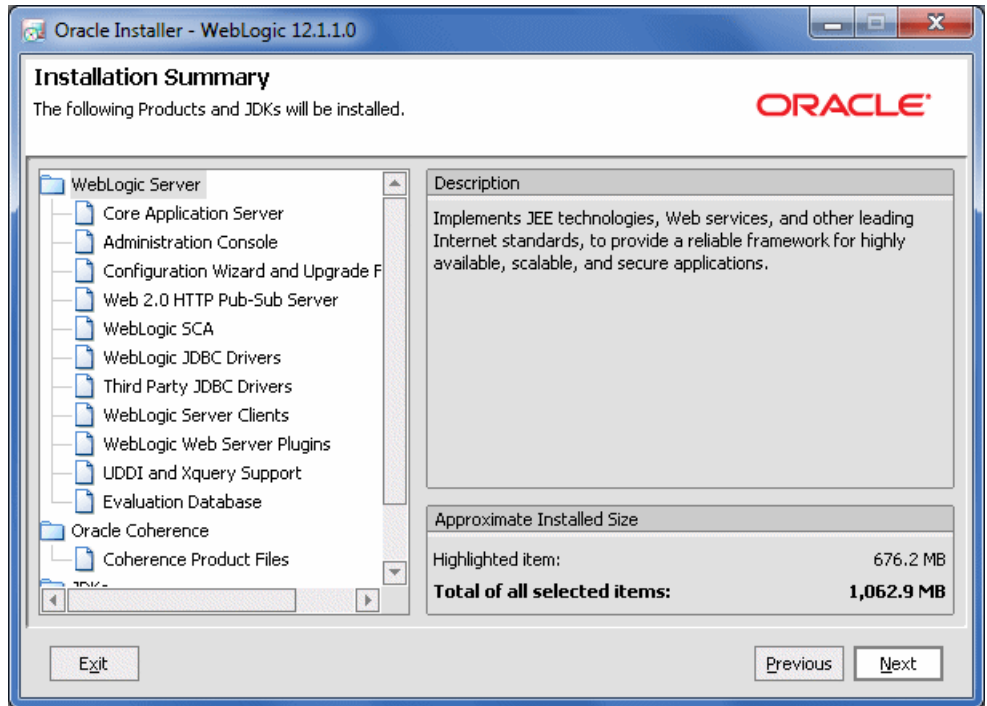 Oracle Installer - WebLogic 12.1.1.0
Installation Summary
The following Products and JDKs will be installed.
ORACLE
WebLogic Server
Core Application Server
Administration Console
Configuration Wizard and Upgrade F
Web 2.0 HTTP Pub-Sub Server
WebLogic SCA
WebLogic JDBC Drivers
Third Party JDBC Drivers
WebLogic Server Clients
WebLogic Web Server Plugins
UDDI and Xquery Support
Evaluation Database
Oracle Coherence
Coherence Product Files
Description
Implements JEE technologies, Web services, and other leading
Internet standards, to provide a reliable framework for highly
available, scalable, and secure applications.
Approximate Installed Size
Highlighted item: 676.2 MB
Total of all selected items: 1,062.9 MB
Exit
Previous
Next